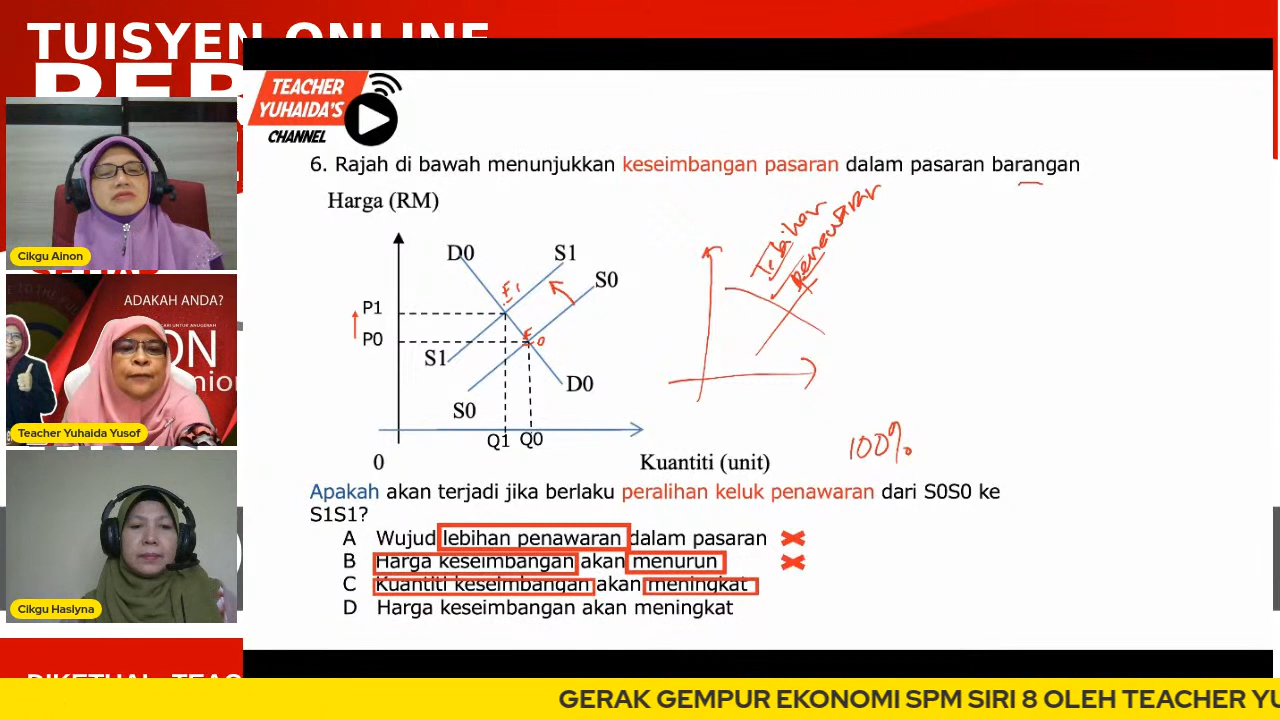 TUISYEN ONLINE
TEACHER
YUHAIDA'S
CHANNEL
6. Rajah di bawah menunjukkan keseimbangan pasaran dalam pasaran barangan
Harga (RM)
D0
S1
S0
E1
P1
P0
E0
S1
D0
S0
Q1 Q0
0
Kuantiti (unit)
Lebihan
penawaran
100%
Apakah akan terjadi jika berlaku peralihan keluk penawaran dari S0S0 ke
S1S1?
A Wujud lebihan penawaran dalam pasaran
B Harga keseimbangan akan menurun
C Kuantiti keseimbangan akan meningkat
D Harga keseimbangan akan meningkat
Cikgu Ainon
ADAKAH ANDA?
Teacher Yuhaida Yusof
Cikgu Haslyna
GERAK GEMPUR EKONOMI SPM SIRI 8 OLEH TEACHER YU